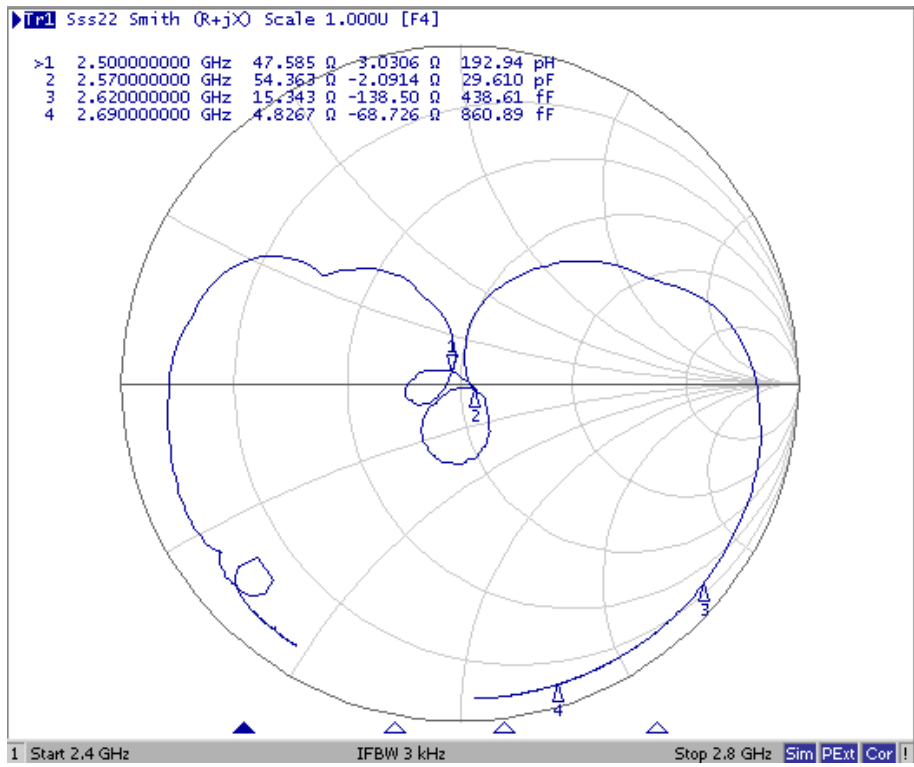 Tr1 Sss22 Smith (R+jX) Scale 1.000U [F4]
>1 2.500000000 GHz 47.585 Ω 3.0306 Ω 192.94 pH
2 2.570000000 GHz 54.363 Ω -2.0914 Ω 29.610 pF
3 2.620000000 GHz 15.343 Ω -138.50 Ω 438.61 fF
4 2.690000000 GHz 4.8267 Ω -68.726 Ω 860.89 fF
1
2
3
4
1 Start 2.4 GHz IFBW 3 kHz Stop 2.8 GHz Sim PExt Cor !